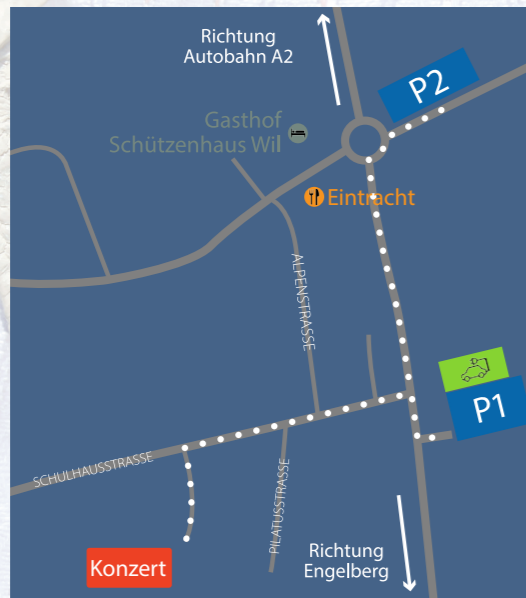 Richtung
Autobahn A2
P2
Gasthof
Schützenhaus Wil
Eintracht
ALPENSTRASSE
P1
SCHULHAUSSTRASSE
PILATUSSTRASSE
Richtung
Engelberg
Konzert